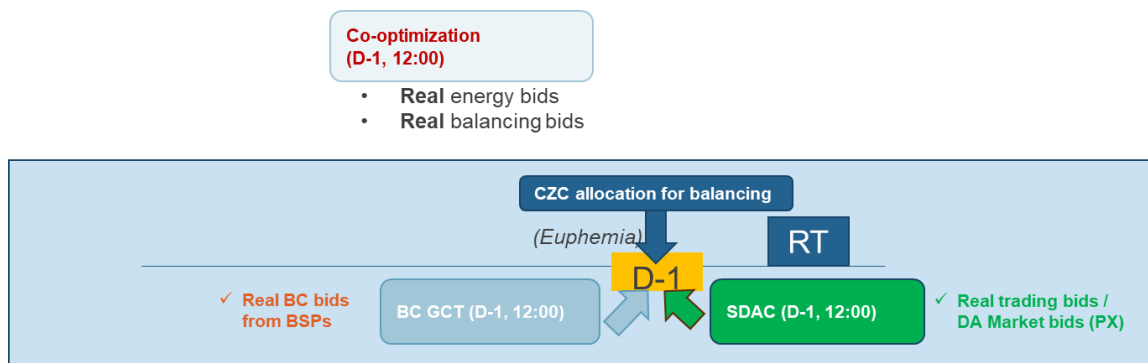 Co-optimization
(D-1, 12:00)
• Real energy bids
• Real balancing bids
CZC allocation for balancing
(Euphemia)
RT
D-1
✓ Real BC bids
from BSPs
BC GCT (D-1, 12:00)
SDAC (D-1, 12:00)
✓ Real trading bids /
DA Market bids (PX)